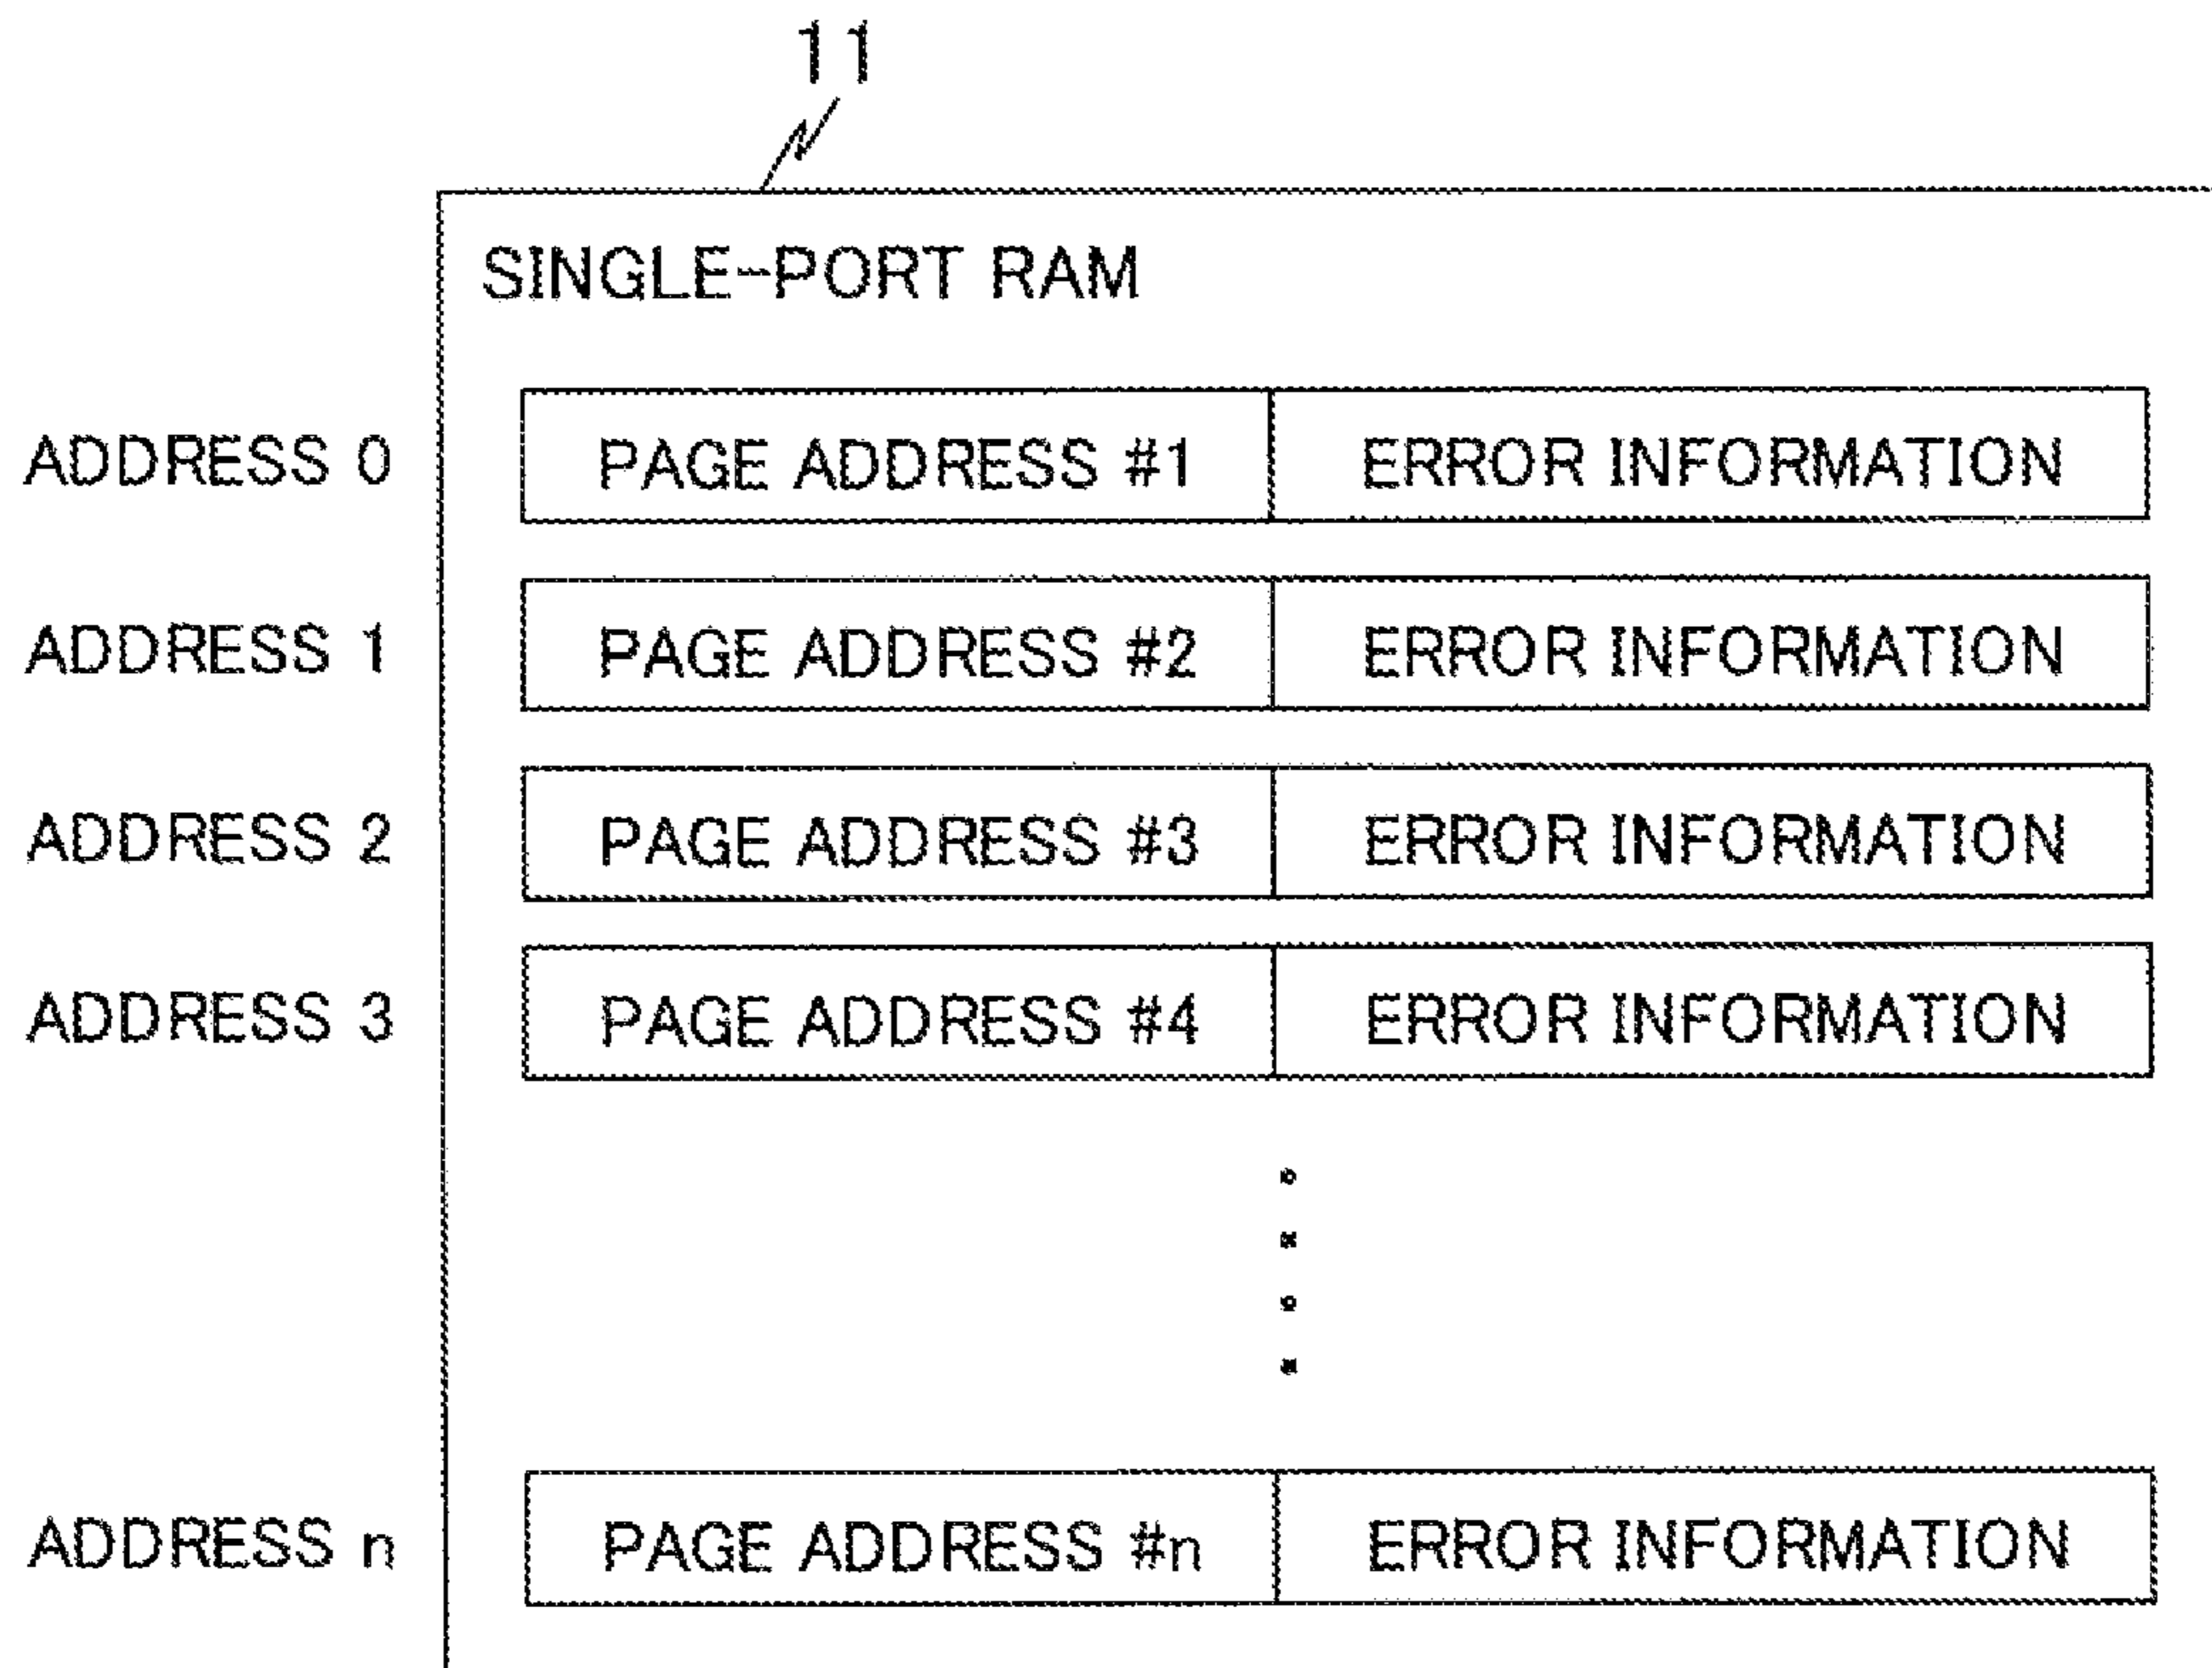 11
SINGLE-PORT RAM
ADDRESS 0 PAGE ADDRESS #1 ERROR INFORMATION
ADDRESS 1 PAGE ADDRESS #2 ERROR INFORMATION
ADDRESS 2 PAGE ADDRESS #3 ERROR INFORMATION
ADDRESS 3 PAGE ADDRESS #4 ERROR INFORMATION
ADDRESS n PAGE ADDRESS #n ERROR INFORMATION